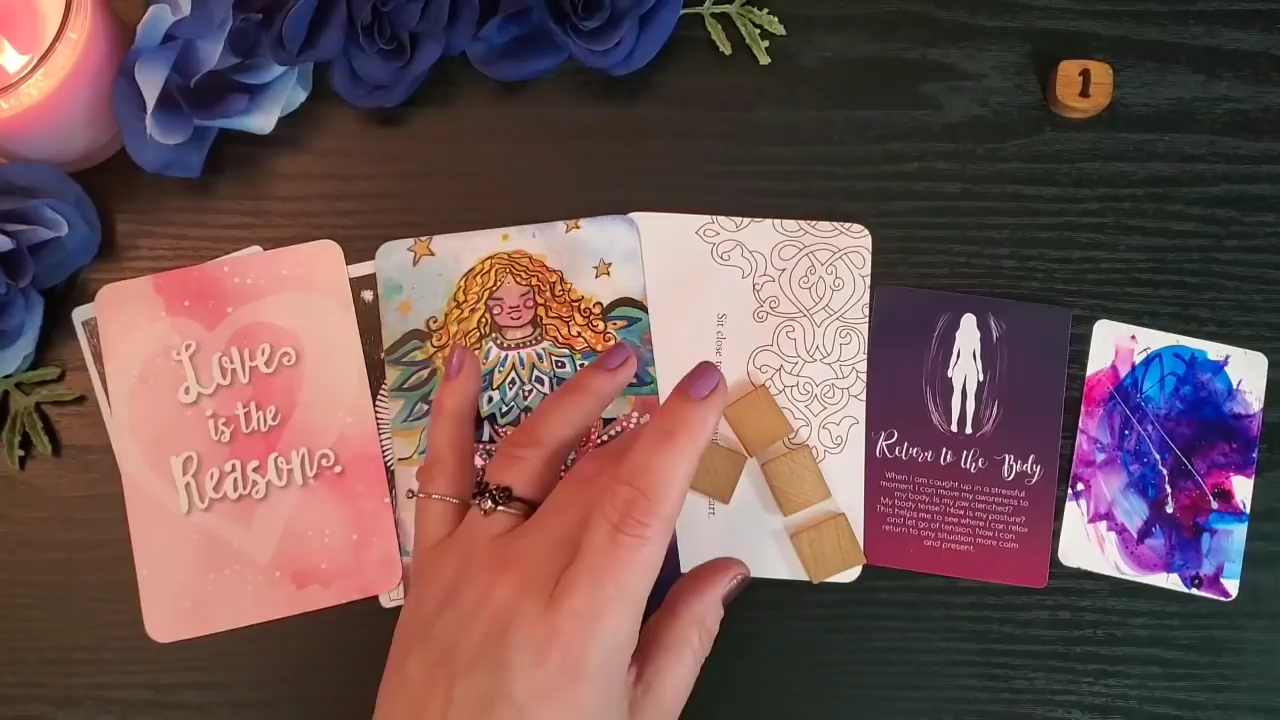 1
Love
is the
Reason.
Sit close
art.
Return to the Body
When I am caught up in a stressful
moment I can move my awareness to
my body. Is my jaw clenched?
My body tense? How is my posture?
This helps me to see where I can relax
and let go of tension. Now I can
return to any situation more calm
and present.